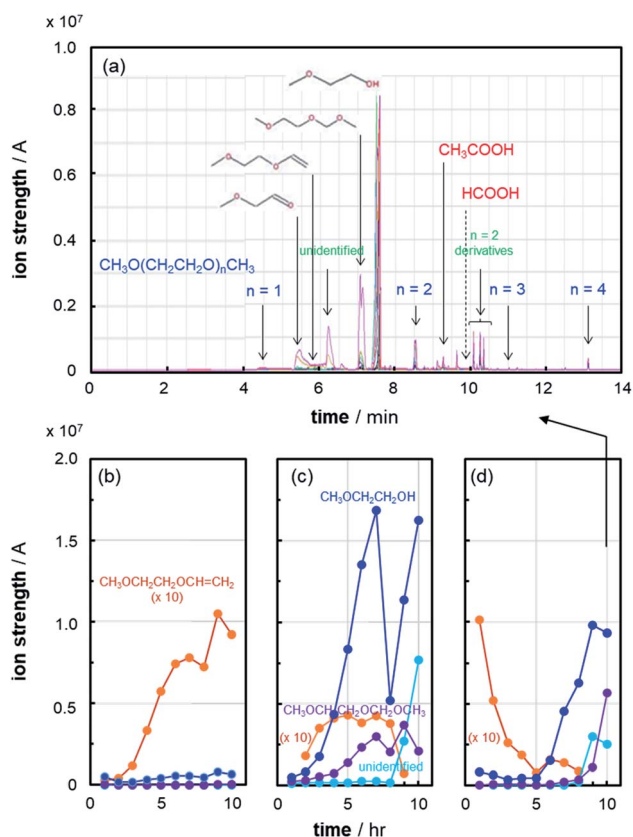 x 10⁷
1.0
0.8
0.6
0.4
0.2
0
ion strength / A
(a)
O
OH
O
O
O
O
O
O
O
CH₃COOH
HCOOH
unidentified
n = 2
derivatives
CH₃O(CH₂CH₂O)ₙCH₃
n = 1
n = 2
n = 3
n = 4
0 2 4 6 8 10 12 14
time / min
x 10⁷
2.0
1.5
1.0
0.5
0
ion strength / A
(b)
CH₃OCH₂CH₂OCH=CH₂
(x 10)
0 5 10
(c)
CH₃OCH₂CH₂OH
CH₃OCH₂CH₂OCH₂OCH₃
(x 10)
unidentified
0 5 10
(d)
(x 10)
0 5 10
time / hr